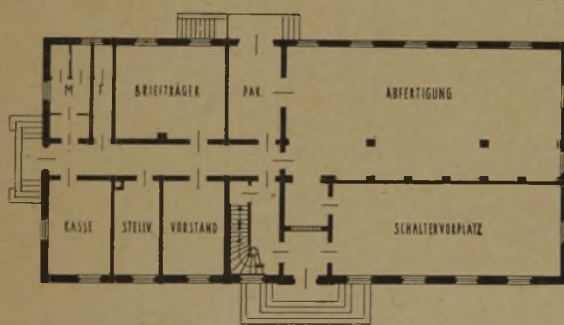 M. F. BRIEFTRÄGER PAK. ABFERTIGUNG
KASSE STELLV. VORSTAND SCHALTERVORPLATZ